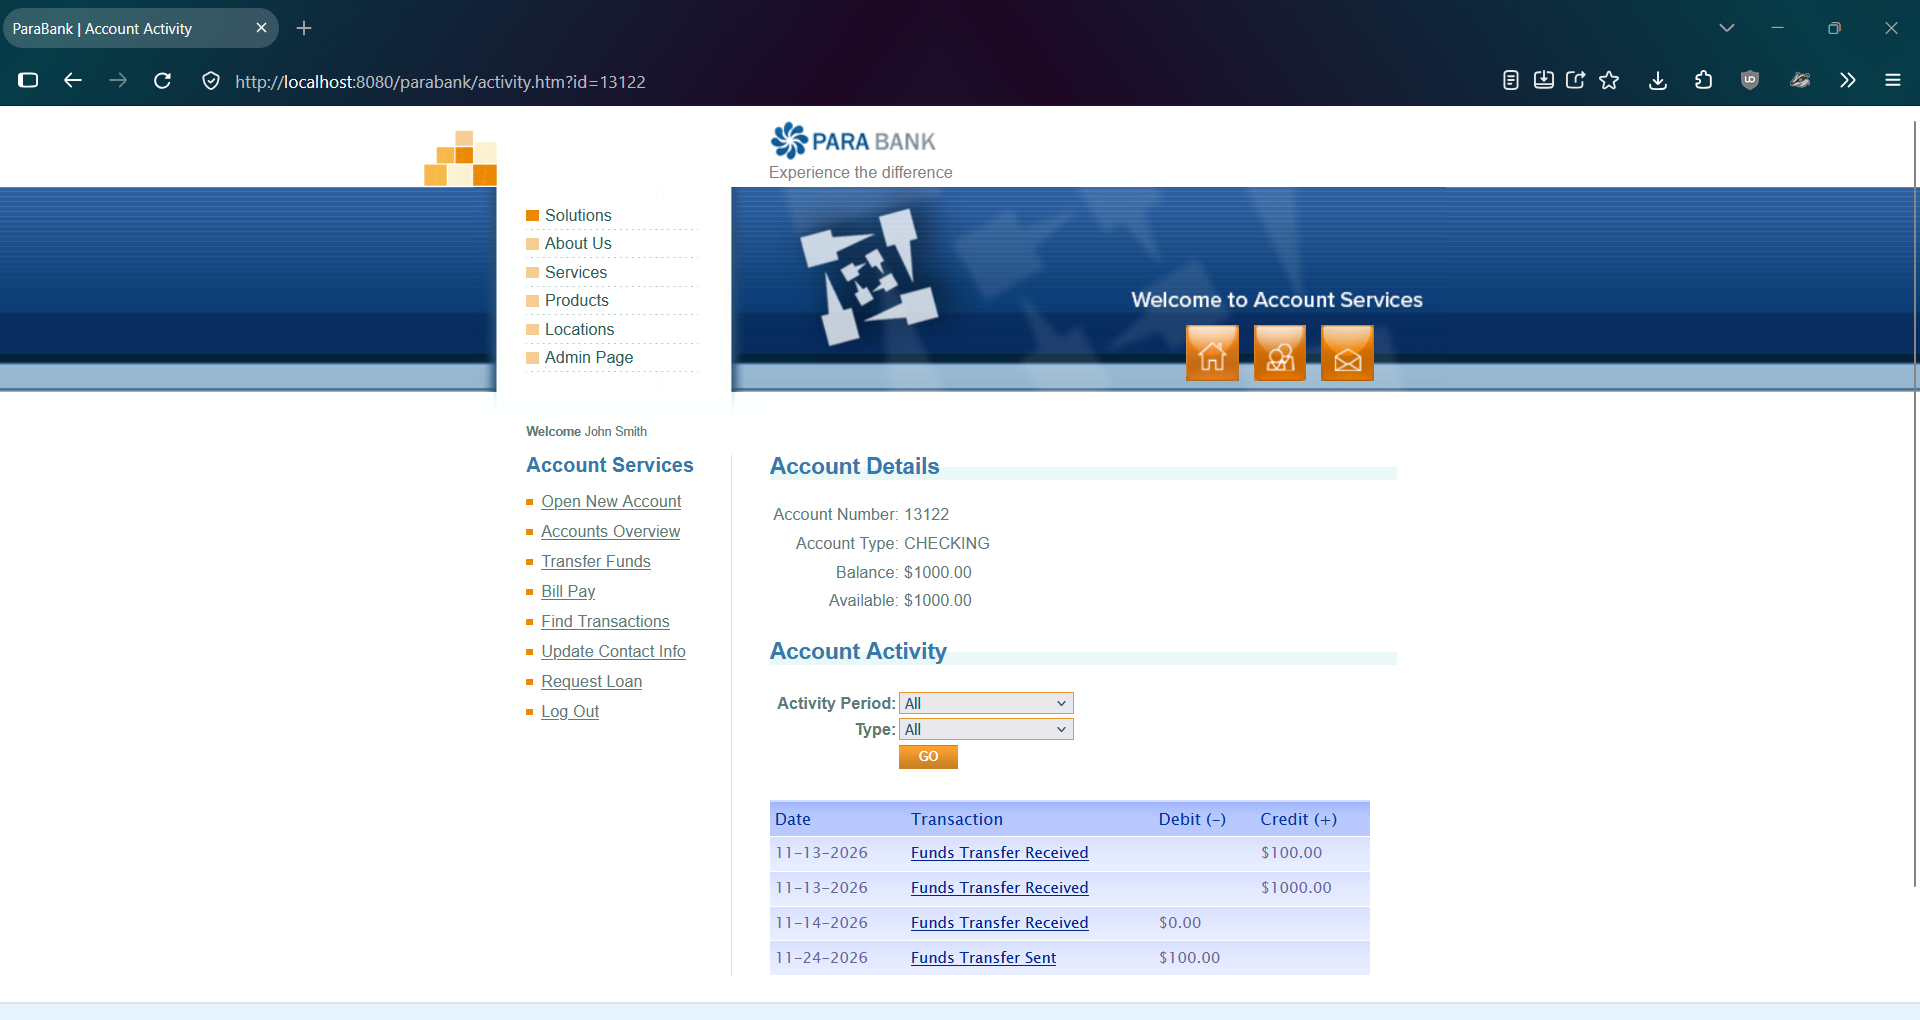 ParaBank | Account Activity
http://localhost:8080/parabank/activity.htm?id=13122
PARA BANK
Experience the difference
Solutions
About Us
Services
Products
Locations
Admin Page
Welcome to Account Services
Welcome John Smith
Account Services
Open New Account
Accounts Overview
Transfer Funds
Bill Pay
Find Transactions
Update Contact Info
Request Loan
Log Out
Account Details
Account Number: 13122
Account Type: CHECKING
Balance: $1000.00
Available: $1000.00
Account Activity
Activity Period: All
Type: All
GO
Date Transaction Debit (-) Credit (+)
11-13-2026 Funds Transfer Received $100.00
11-13-2026 Funds Transfer Received $1000.00
11-14-2026 Funds Transfer Received $0.00
11-24-2026 Funds Transfer Sent $100.00